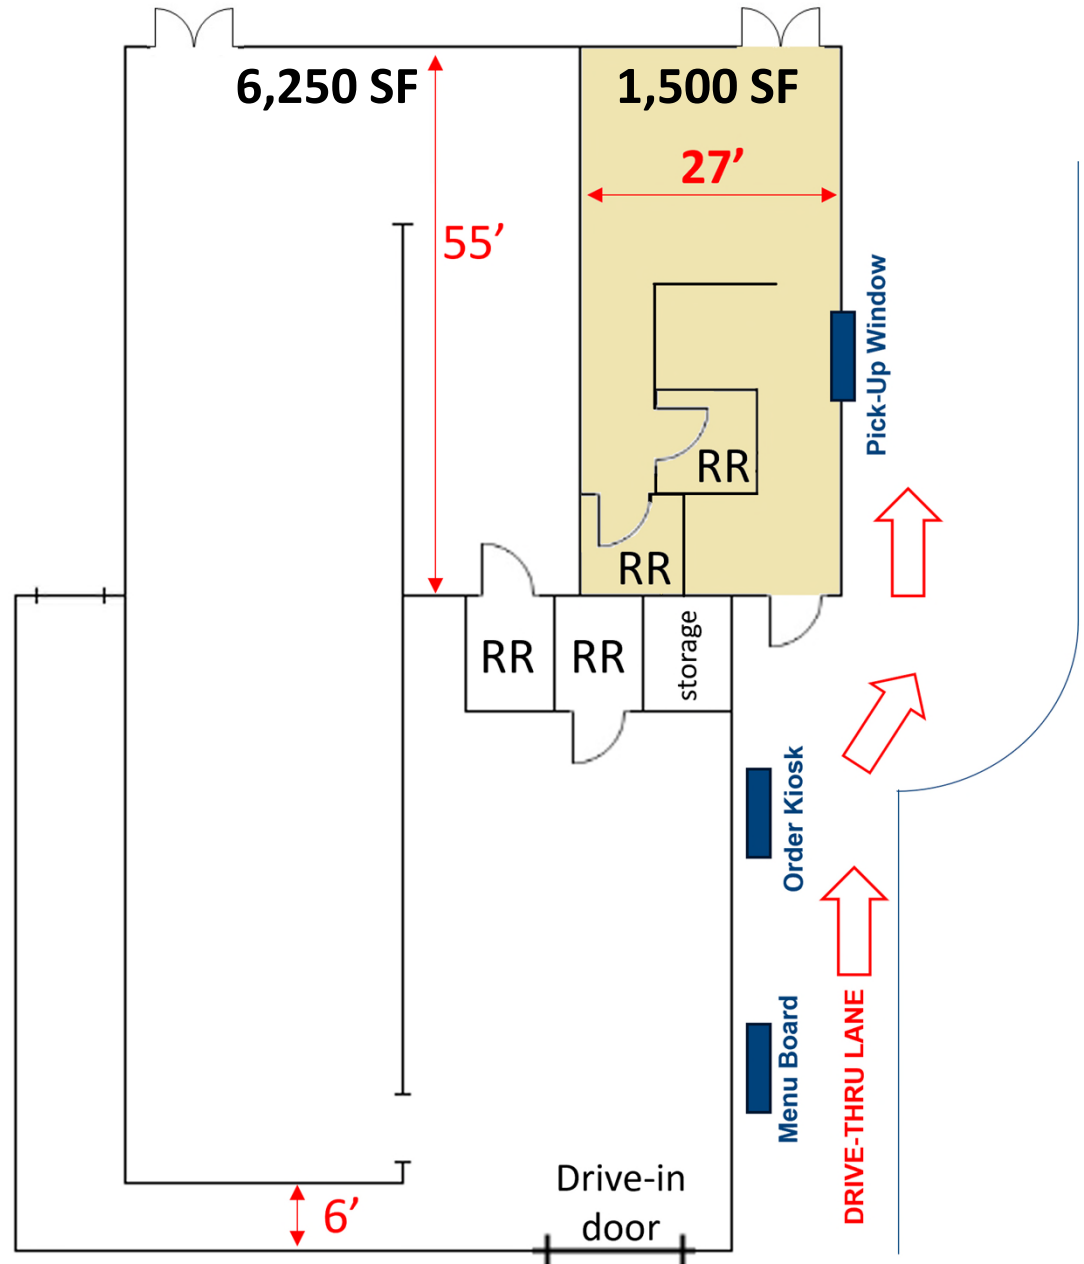 6,250 SF
1,500 SF
27’
55’
Pick-Up Window
RR
RR
RR
RR
storage
Order Kiosk
Menu Board
DRIVE-THRU LANE
Drive-in
door
6’